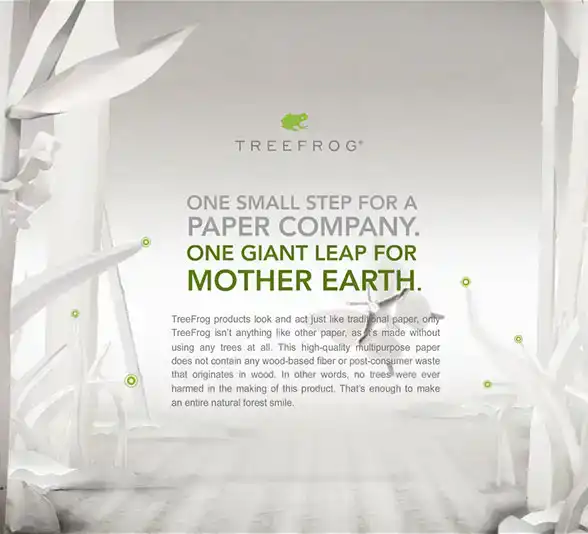 TREEFROG®
ONE SMALL STEP FOR A
PAPER COMPANY.
ONE GIANT LEAP FOR
MOTHER EARTH.
TreeFrog products look and act just like traditional paper, only
TreeFrog isn't anything like other paper, as it's made without
using any trees at all. This high-quality multipurpose paper
does not contain any wood-based fiber or post-consumer waste
that originates in wood. In other words, no trees were ever
harmed in the making of this product. That's enough to make
an entire natural forest smile.